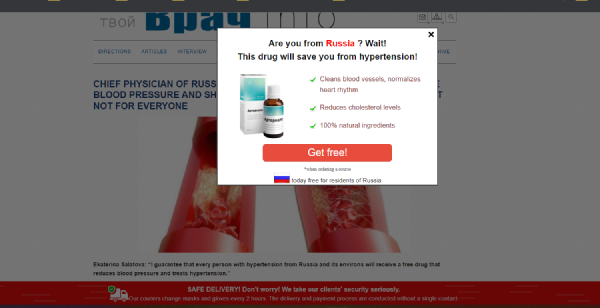 твой Врач info
DIRECTIONS ARTICLES INTERVIEW
Are you from Russia ? Wait!
This drug will save you from hypertension!
CHIEF PHYSICIAN OF RUSS
BLOOD PRESSURE AND SH
NOT FOR EVERYONE
Cleans blood vessels, normalizes
heart rhythm
Reduces cholesterol levels
100% natural ingredients
Get free!
*when ordering a course
today free for residents of Russia
Ekaterina Salatova: "I guarantee that every person with hypertension from Russia and its environs will receive a free drug that
reduces blood pressure and treats hypertension."
SAFE DELIVERY! Don't worry! We take our clients' security seriously.
Our couriers change masks and gloves every 2 hours. The delivery and payment process are contacted without a single contact.